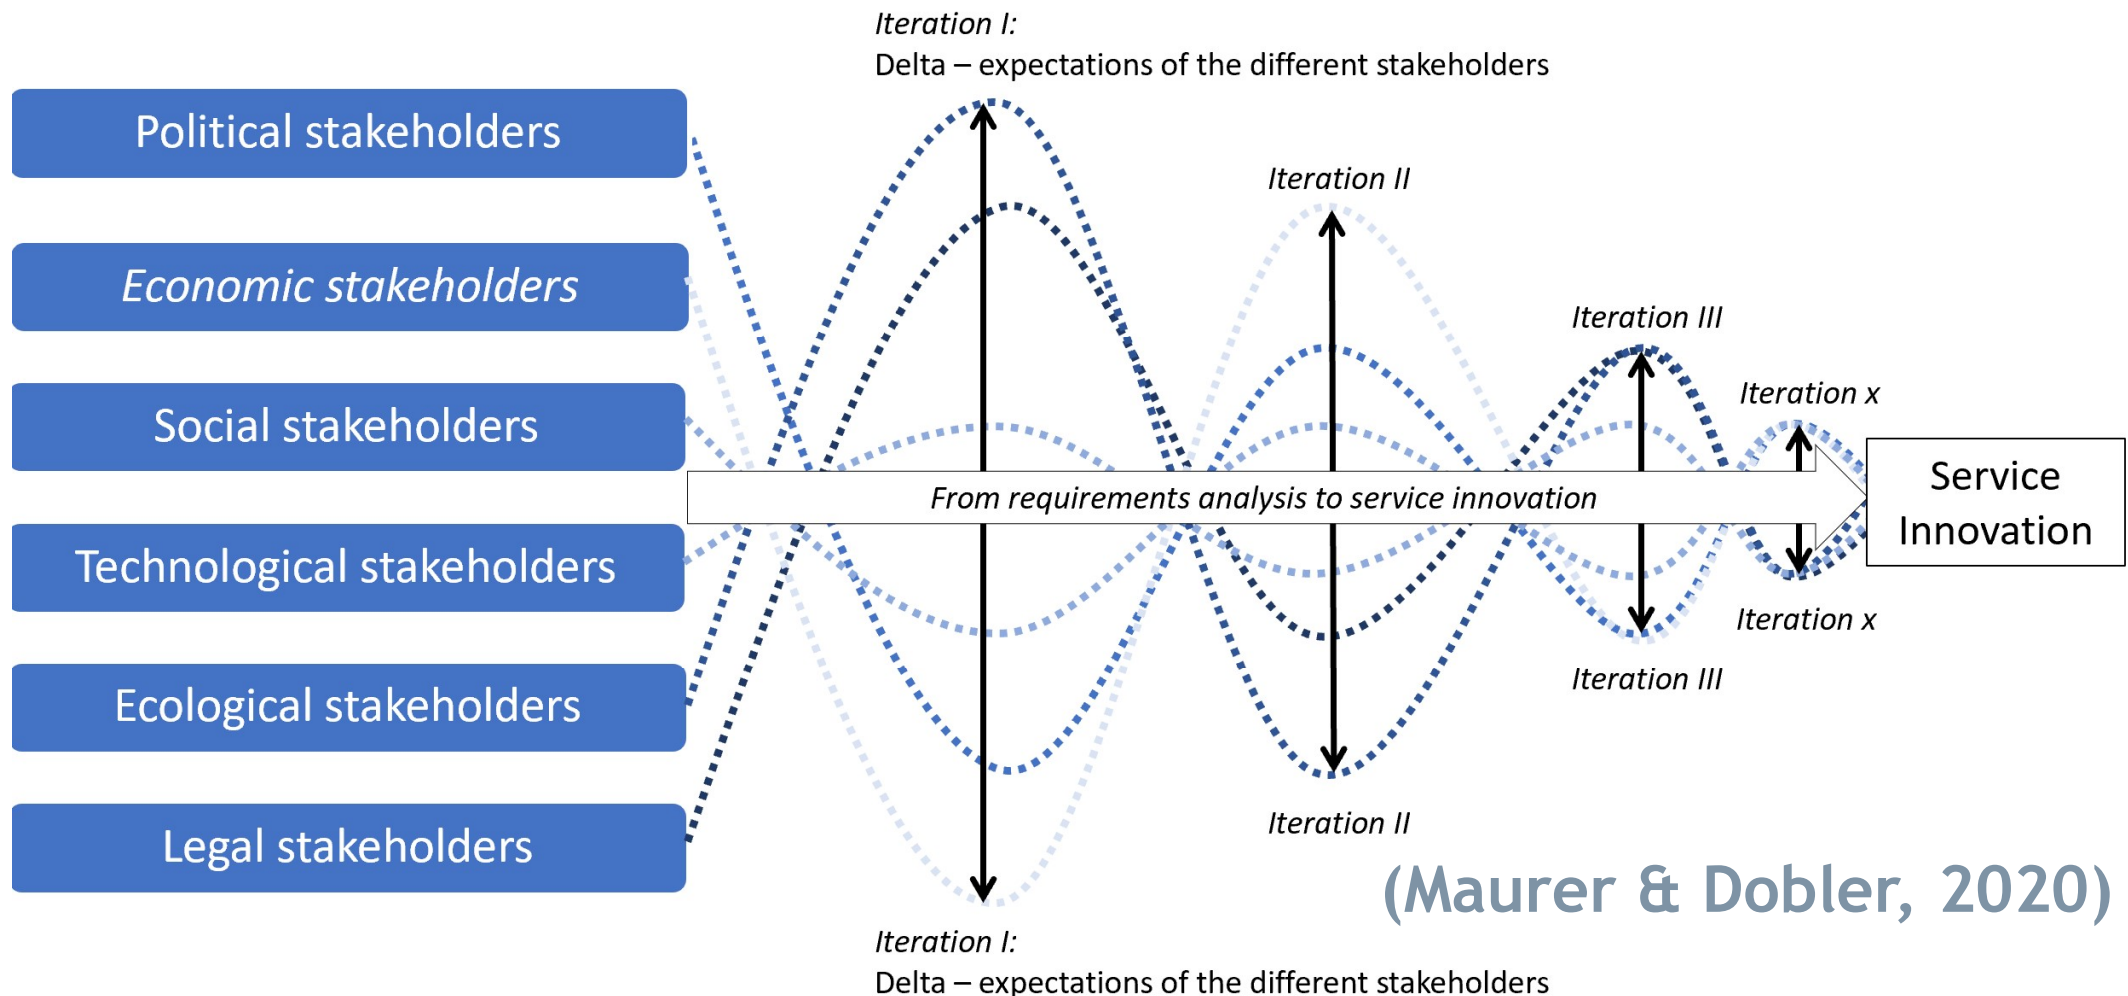 Iteration I:
Delta – expectations of the different stakeholders
Political stakeholders
Iteration II
Economic stakeholders
Iteration III
Social stakeholders
Iteration x
From requirements analysis to service innovation
Service
Innovation
Technological stakeholders
Iteration x
Ecological stakeholders
Iteration III
Legal stakeholders
Iteration II
(Maurer & Dobler, 2020)
Iteration I:
Delta – expectations of the different stakeholders